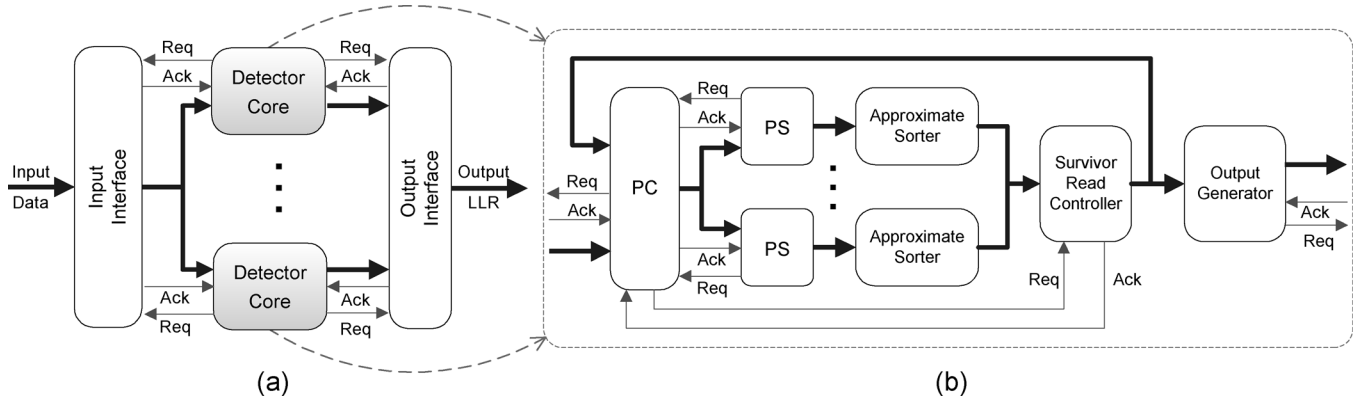 Input
Data
Input
Interface
Req
Ack
Detector
Core
Req
Ack
Detector
Core
Ack
Req
Ack
Req
Output
Interface
Output
LLR
(a)
Req
Ack
PC
Req
Ack
PS
Approximate
Sorter
Ack
Req
PS
Approximate
Sorter
Survivor
Read
Controller
Req
Ack
Output
Generator
Ack
Req
(b)